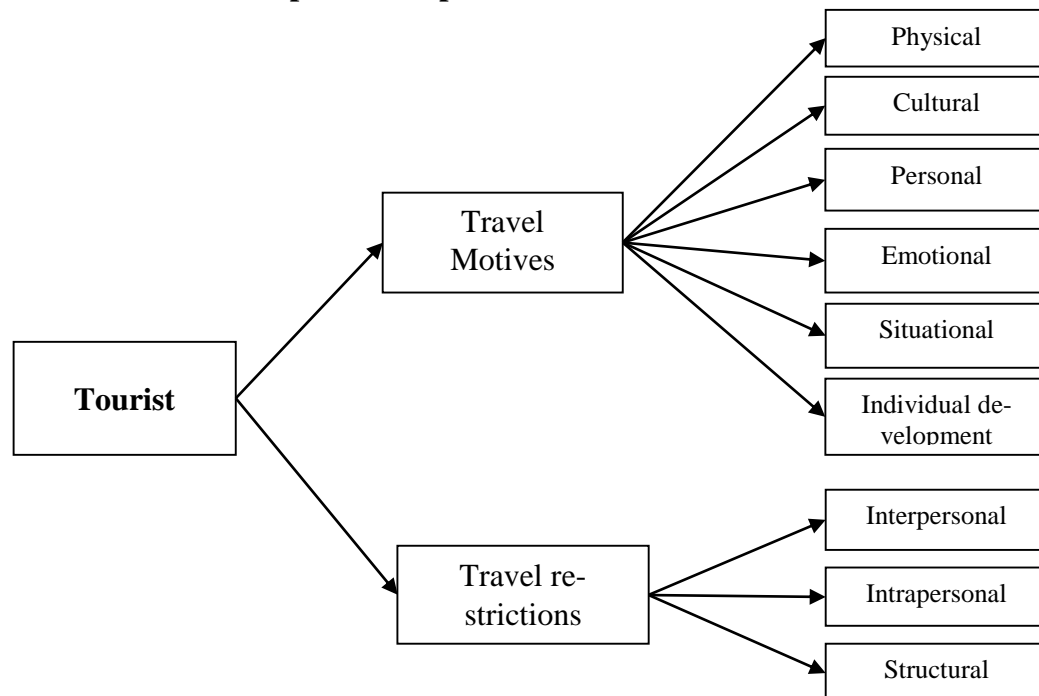 Physical
Cultural
Personal
Travel
Motives
Emotional
Situational
Individual de-
velopment
Tourist
Interpersonal
Travel re-
strictions
Intrapersonal
Structural